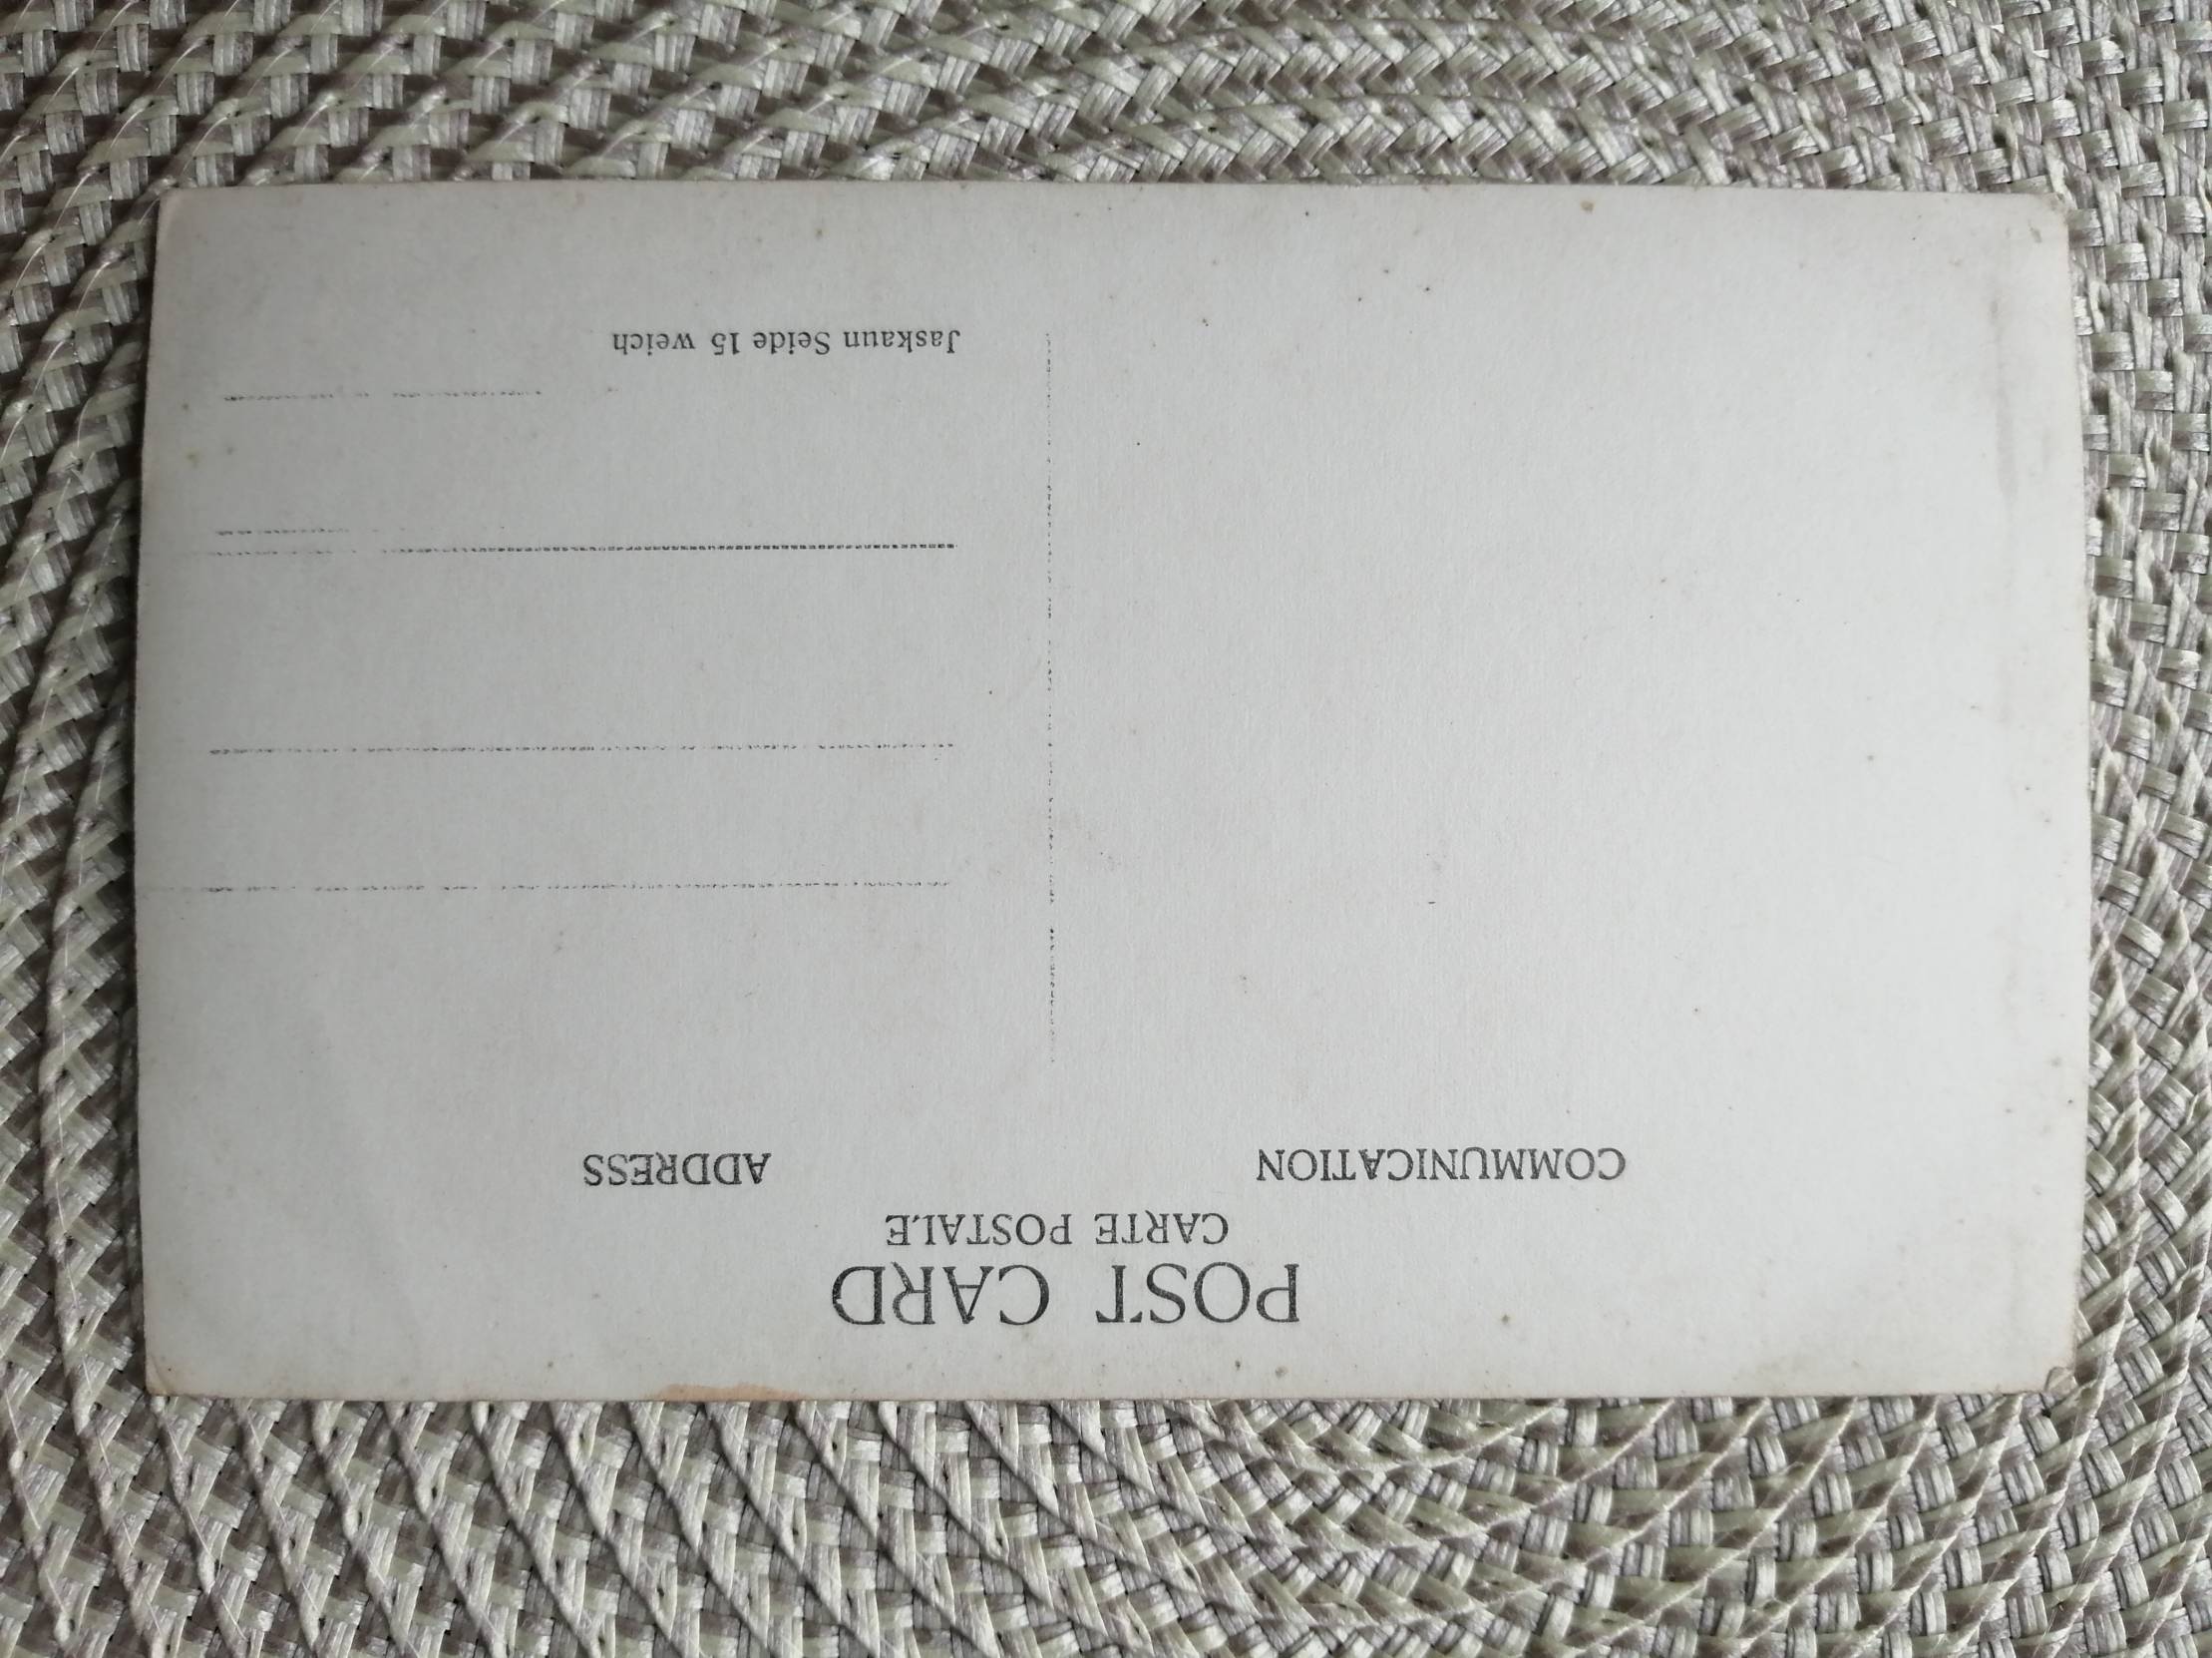 POST CARD
CARTE POSTALE
COMMUNICATION
ADDRESS
Jaskaun Seide 15 weich